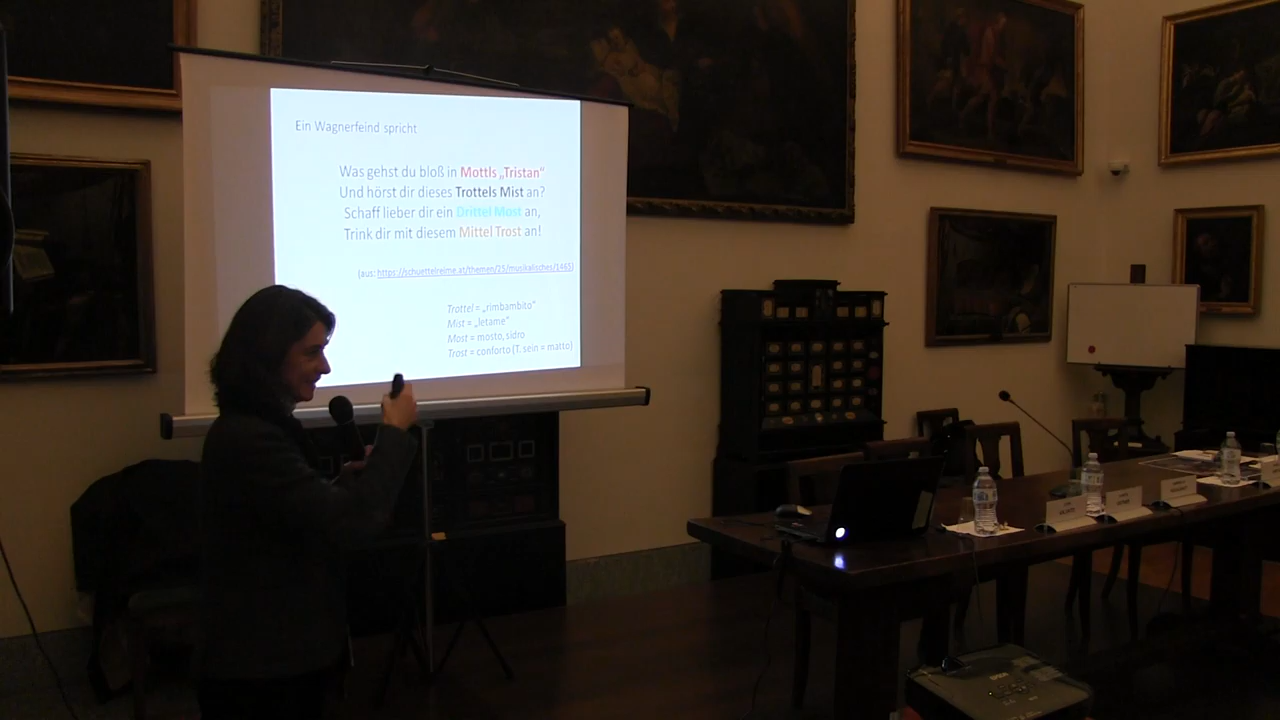 Ein Wagnerfeind spricht
Was gehst du bloß in Mottls „Tristan“
Und hörst dir dieses Trottels Mist an?
Schaff lieber dir ein Drittel Most an,
Trink dir mit diesem Mittel Trost an!
(aus: https://schuettelreime.at/themen/15/musikalisches/1465)
Trottel = „rimbambito“
Mist = „letame“
Most = mosto, sidro
Trost = conforto (T. sein = matto)